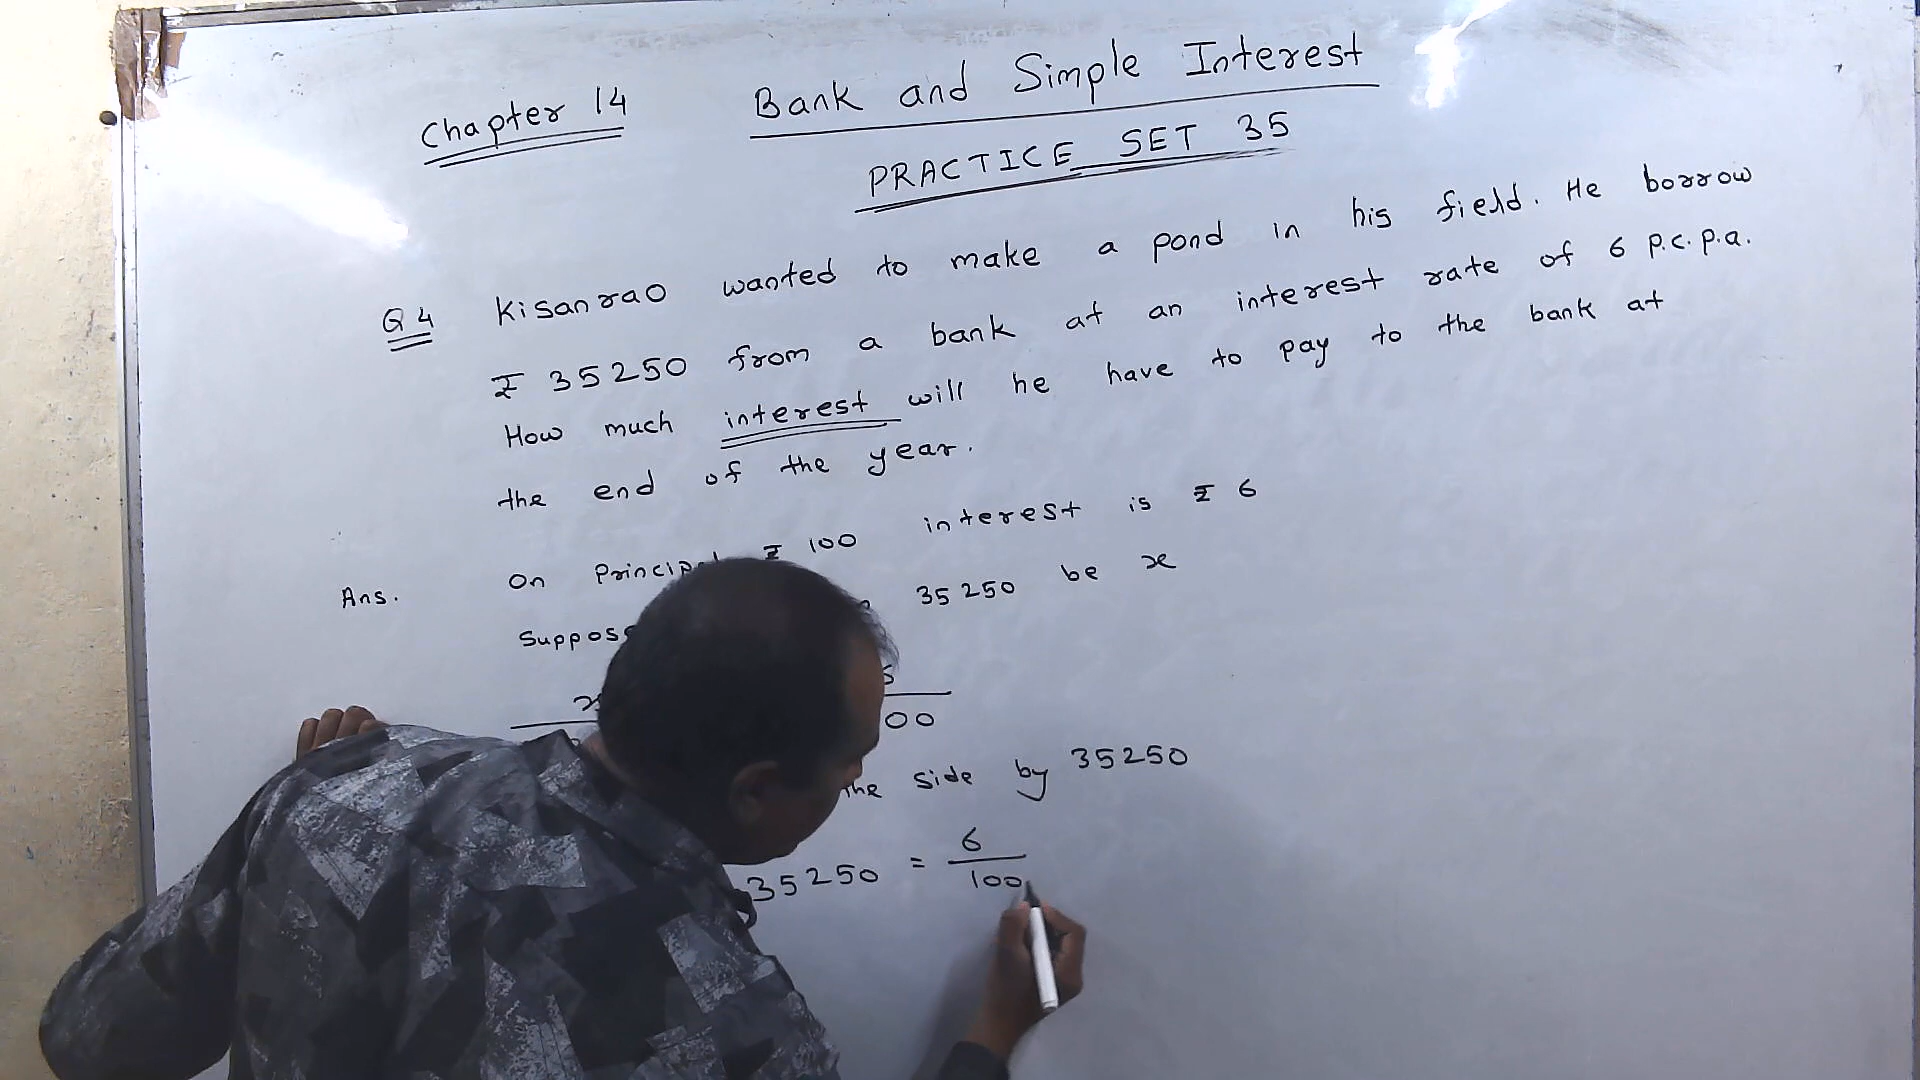 Chapter 14 Bank and Simple Interest
PRACTICE SET 35
Q4 Kisanrao wanted to make a pond in his field. He borrow
₹ 35250 from a bank at an interest rate of 6 p.c.p.a.
How much interest will he have to pay to the bank at
the end of the year.
Ans. On ₹ 100 interest is ₹ 6
35250 be x
x
00
the side by 35250
35250 = 6
100